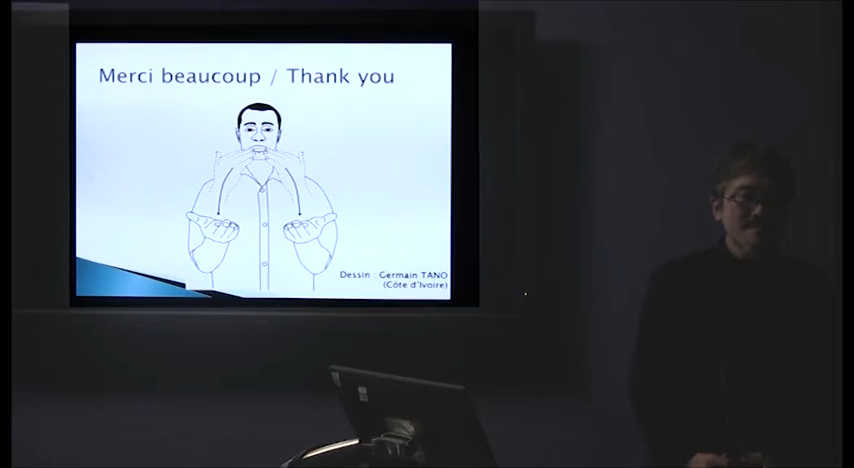 Merci beaucoup / Thank you
Dessin : Germain TANO
(Côte d'Ivoire)